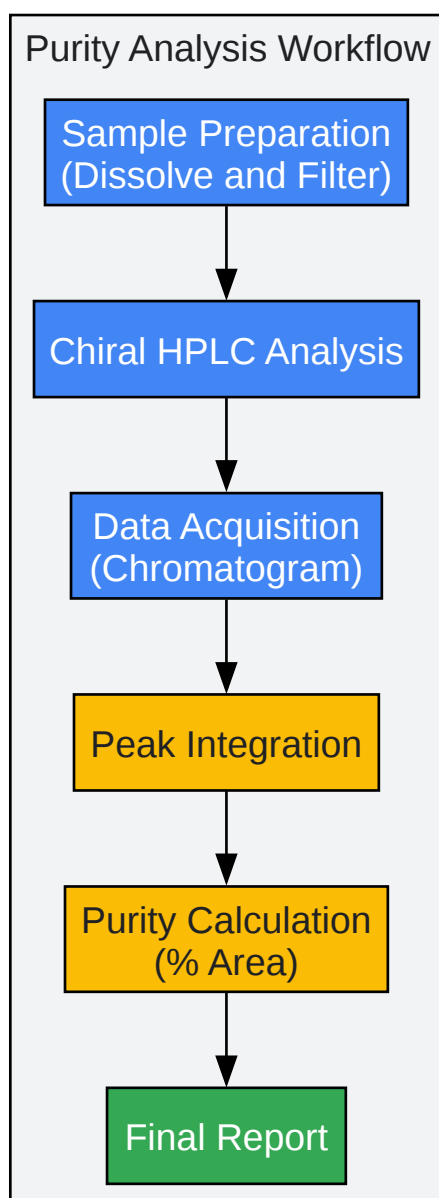 Purity Analysis Workflow
Sample Preparation
(Dissolve and Filter)
Chiral HPLC Analysis
Data Acquisition
(Chromatogram)
Peak Integration
Purity Calculation
(% Area)
Final Report